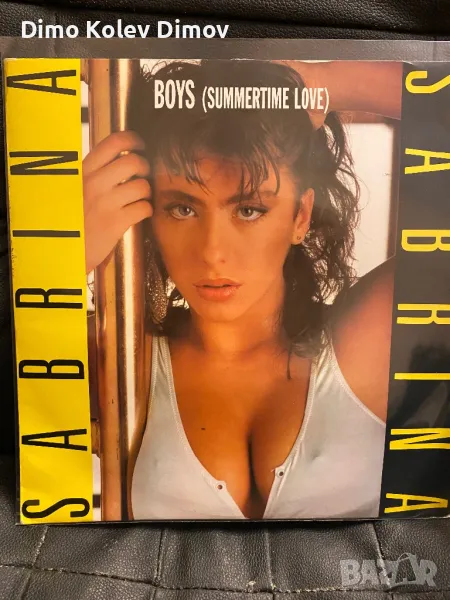 Dimo Kolev Dimov
BOYS (SUMMERTIME LOVE)
SABRINA
SABRINA
BAZAR